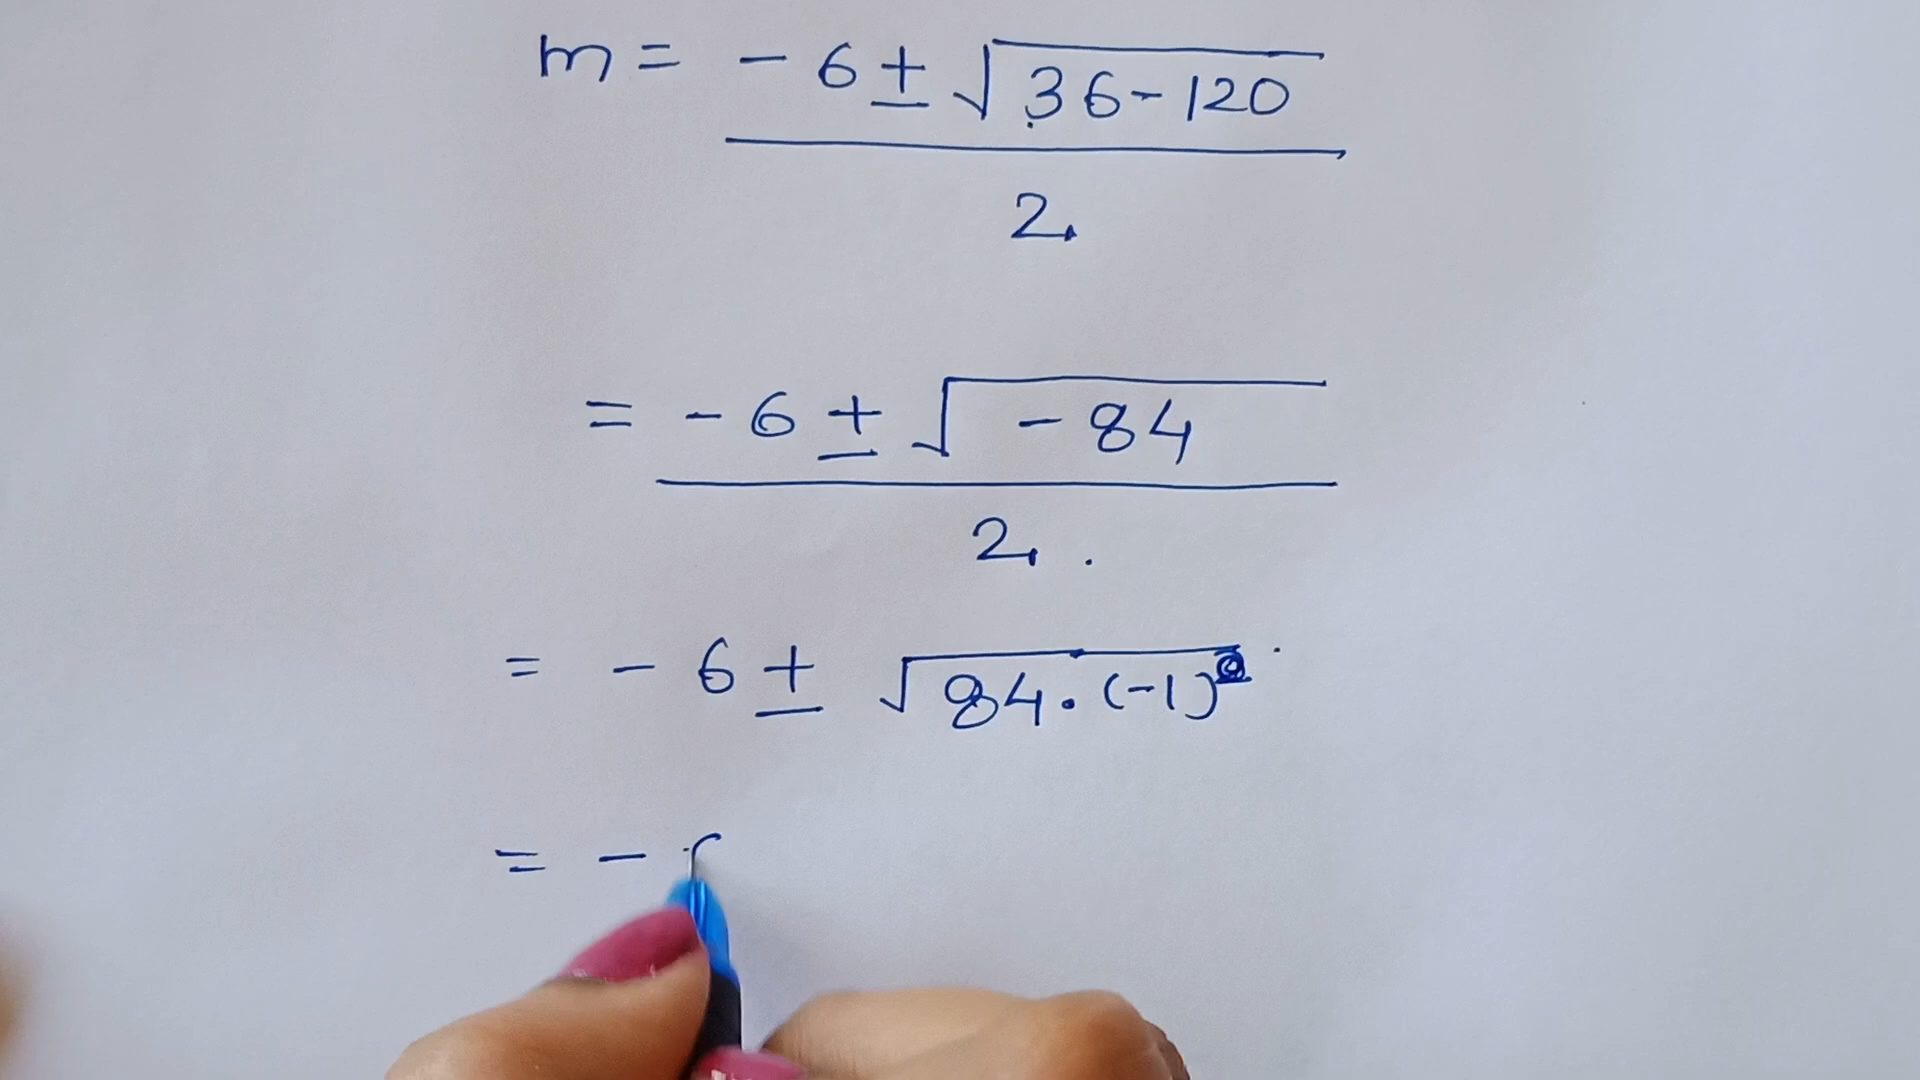 m = -6 ± √36-120
2
= -6 ± √-84
2
= -6 ± √84.(-1)
= -